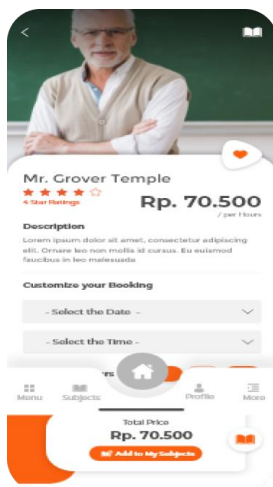 Mr. Grover Temple
4 Star Ratings
Rp. 70.500
/ per Hours
Description
Lorem ipsum dolor sit amet, consectetur adipiscing
elit. Ornare leo non mollis id cursus. Eu euismod
faucibus in leo malesuada
Customize your Booking
- Select the Date -
- Select the Time -
Menu
Subjects
Profile
More
Total Price
Rp. 70.500
Add to My Subjects